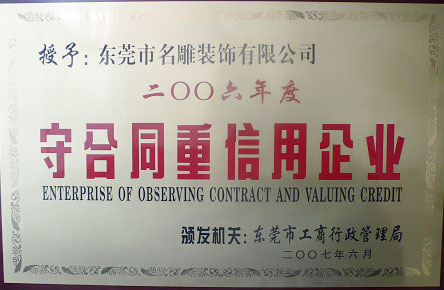 授予：东莞市名雕装饰有限公司
二〇〇六年度
守合同重信用企业
ENTERPRISE OF OBSERVING CONTRACT AND VALUING CREDIT
颁发机关：东莞市工商行政管理局
二〇〇七年六月